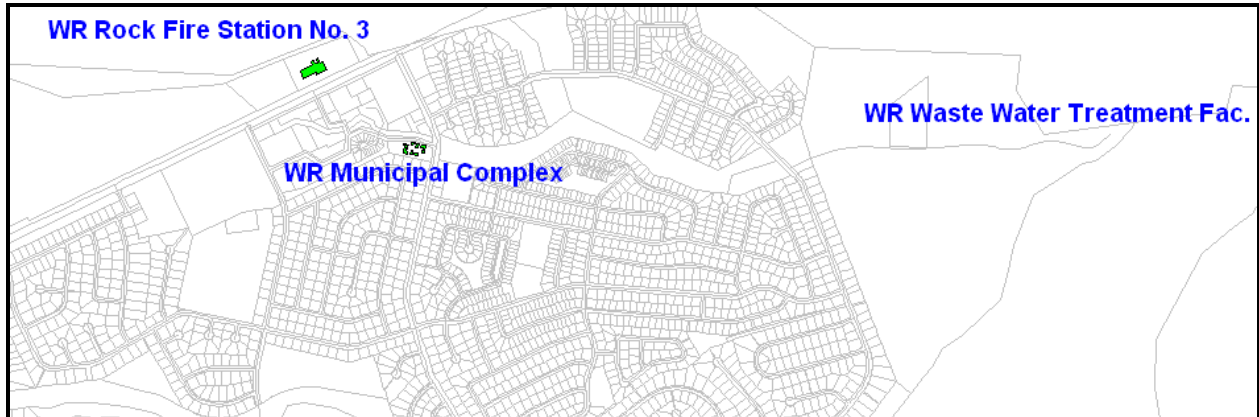 WR Rock Fire Station No. 3
WR Waste Water Treatment Fac.
WR Municipal Complex